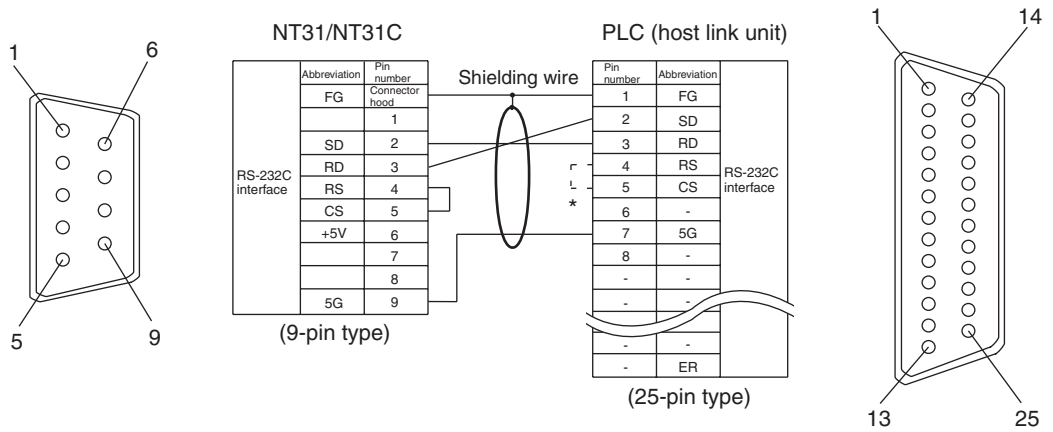 NT31/NT31C
PLC (host link unit)
1
6
5
9
Abbreviation
Pin number
FG
Connector hood
1
SD
2
RD
3
RS
4
CS
5
+5V
6
7
8
5G
9
RS-232C
interface
(9-pin type)
Shielding wire
*
Pin number
Abbreviation
1
FG
2
SD
3
RD
4
RS
5
CS
6
-
7
5G
8
-
-
-
-
-
-
-
-
ER
RS-232C
interface
(25-pin type)
1
14
13
25